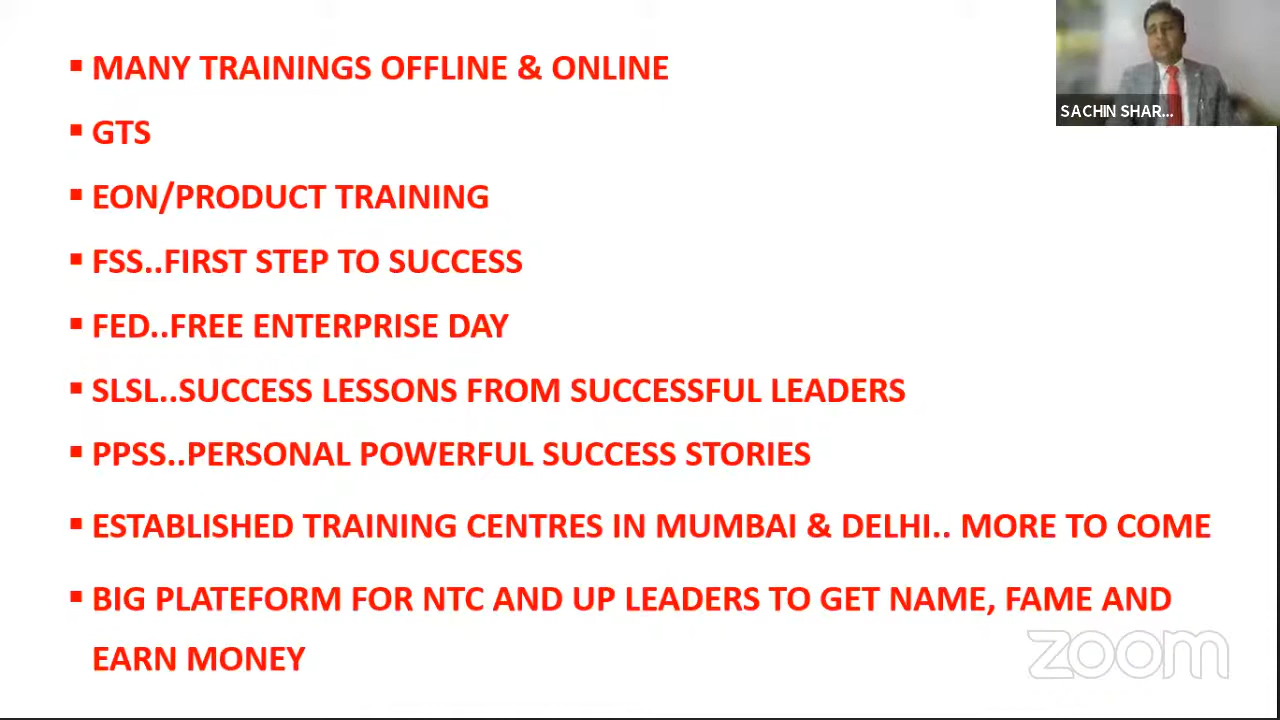 MANY TRAININGS OFFLINE & ONLINE
GTS
EON/PRODUCT TRAINING
FSS..FIRST STEP TO SUCCESS
FED..FREE ENTERPRISE DAY
SLSL..SUCCESS LESSONS FROM SUCCESSFUL LEADERS
PPSS..PERSONAL POWERFUL SUCCESS STORIES
ESTABLISHED TRAINING CENTRES IN MUMBAI & DELHI.. MORE TO COME
BIG PLATEFORM FOR NTC AND UP LEADERS TO GET NAME, FAME AND
EARN MONEY
SACHIN SHAR...
zoom